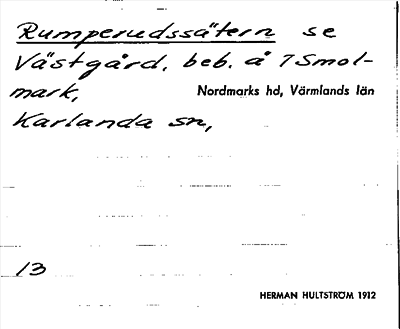 Rumperudssätern se
Västgård, beb. å 7 Smol-
mark,
Nordmarks hd, Värmlands län
Karlanda sn,
13
HERMAN HULTSTRÖM 1912